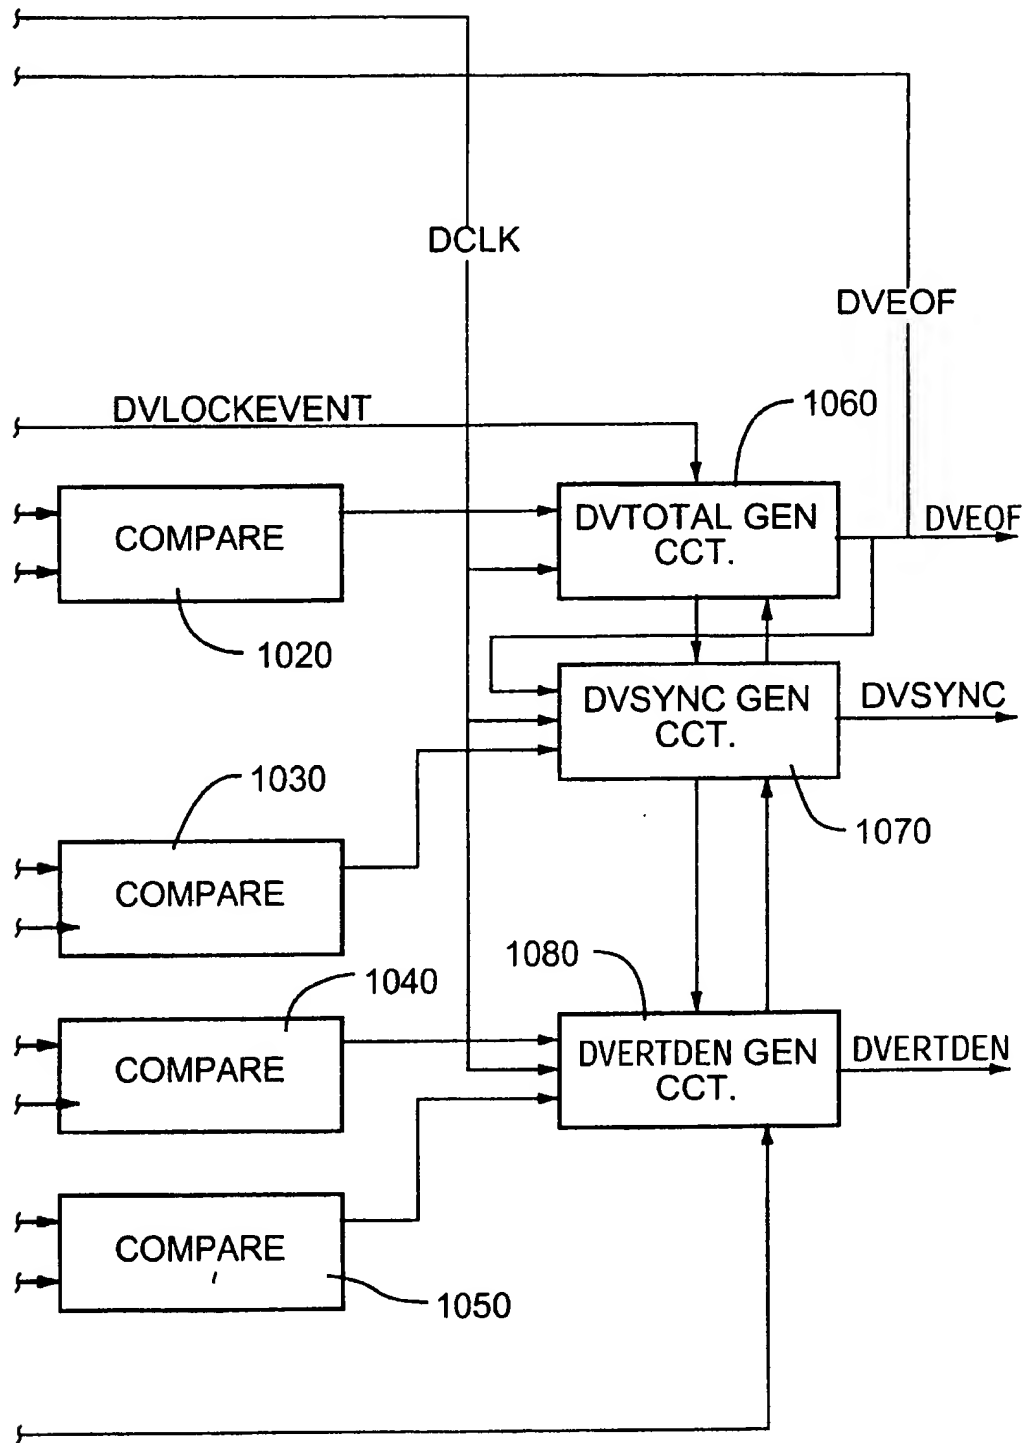 DCLK
DVEOF
DVLOCKEVENT
1060
COMPARE
DVTOTAL GEN
CCT.
DVEOF
1020
DVSYNC GEN
CCT.
DVSYNC
1030
1070
COMPARE
1080
1040
COMPARE
DVERTDEN GEN
CCT.
DVERTDEN
COMPARE
1050